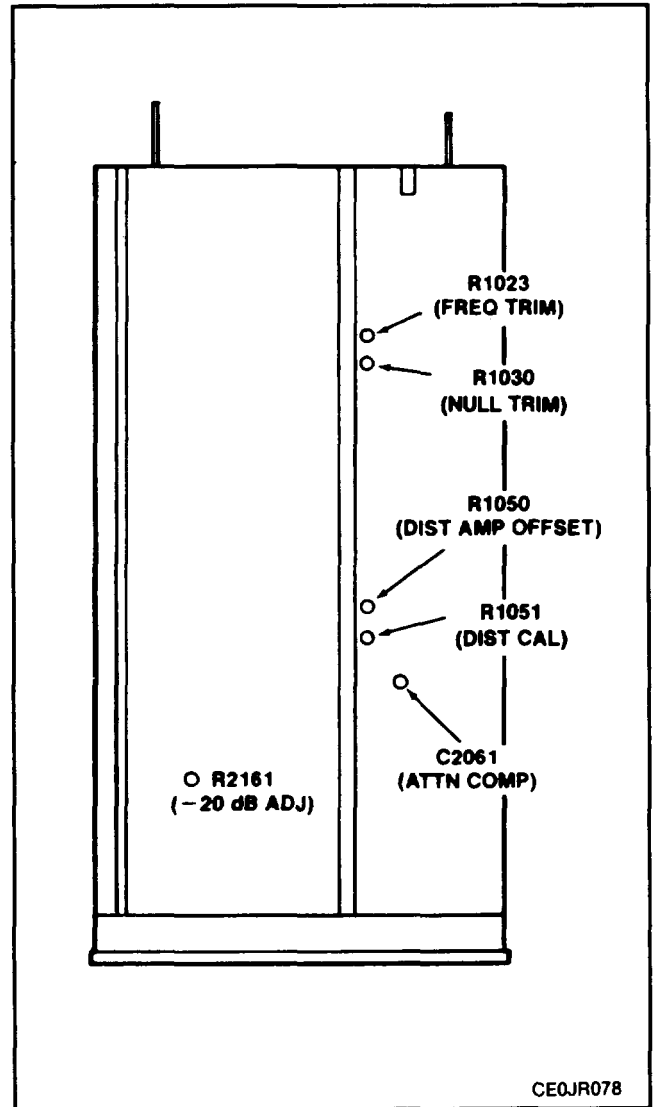 R1023
(FREQ TRIM)
R1030
(NULL TRIM)
R1050
(DIST AMP OFFSET)
R1051
(DIST CAL)
C2061
(ATTN COMP)
R2161
(−20 dB ADJ)
CE0JR078